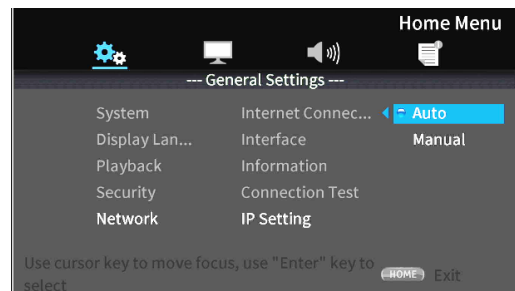 Home Menu
--- General Settings ---
System Internet Connec... Auto
Display Lan... Interface Manual
Playback Information
Security Connection Test
Network IP Setting
Use cursor key to move focus, use "Enter" key to
select HOME Exit